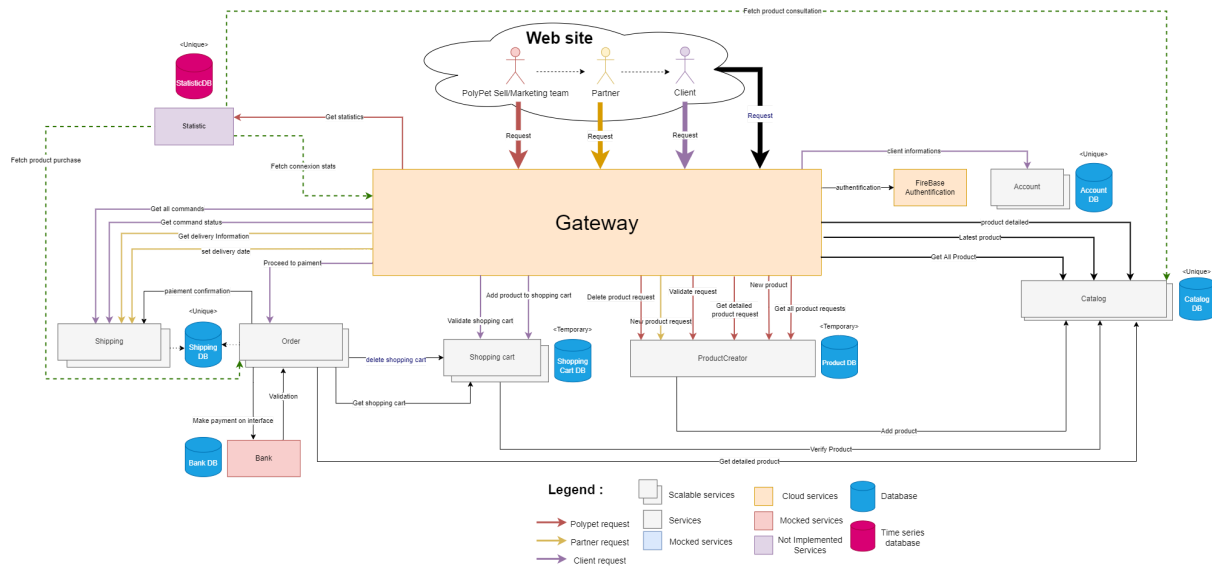 Fetch product consultation
Web site
<Unique>
StatisticDB
PolyPet Sell/Marketing team
Partner
Client
Statistic
Get statistics
Request
Request
Request
Request
Fetch product purchase
Fetch connexion stats
client informations
<Unique>
authentification
FireBase
Authentification
Account
Account
DB
Gateway
Get all commands
Get command status
Get delivery Information
set delivery date
Proceed to paiment
product detailed
Latest product
Get All Product
Add product to shopping cart
Validate shopping cart
Delete product request
New product request
Validate request
Get detailed
product request
New product
Get all product requests
<Unique>
Catalog
Catalog
DB
paiement confirmation
<Unique>
Shipping
Shipping
DB
Order
delete shopping cart
Get shopping cart
Shopping cart
<Temporary>
Shopping
Cart DB
ProductCreator
<Temporary>
Product DB
Validation
Make payment on interface
Bank DB
Bank
Add product
Verify Product
Get detailed product
Legend :
Polypet request
Partner request
Client request
Scalable services
Services
Mocked services
Cloud services
Mocked services
Not Implemented
Services
Database
Time series
database